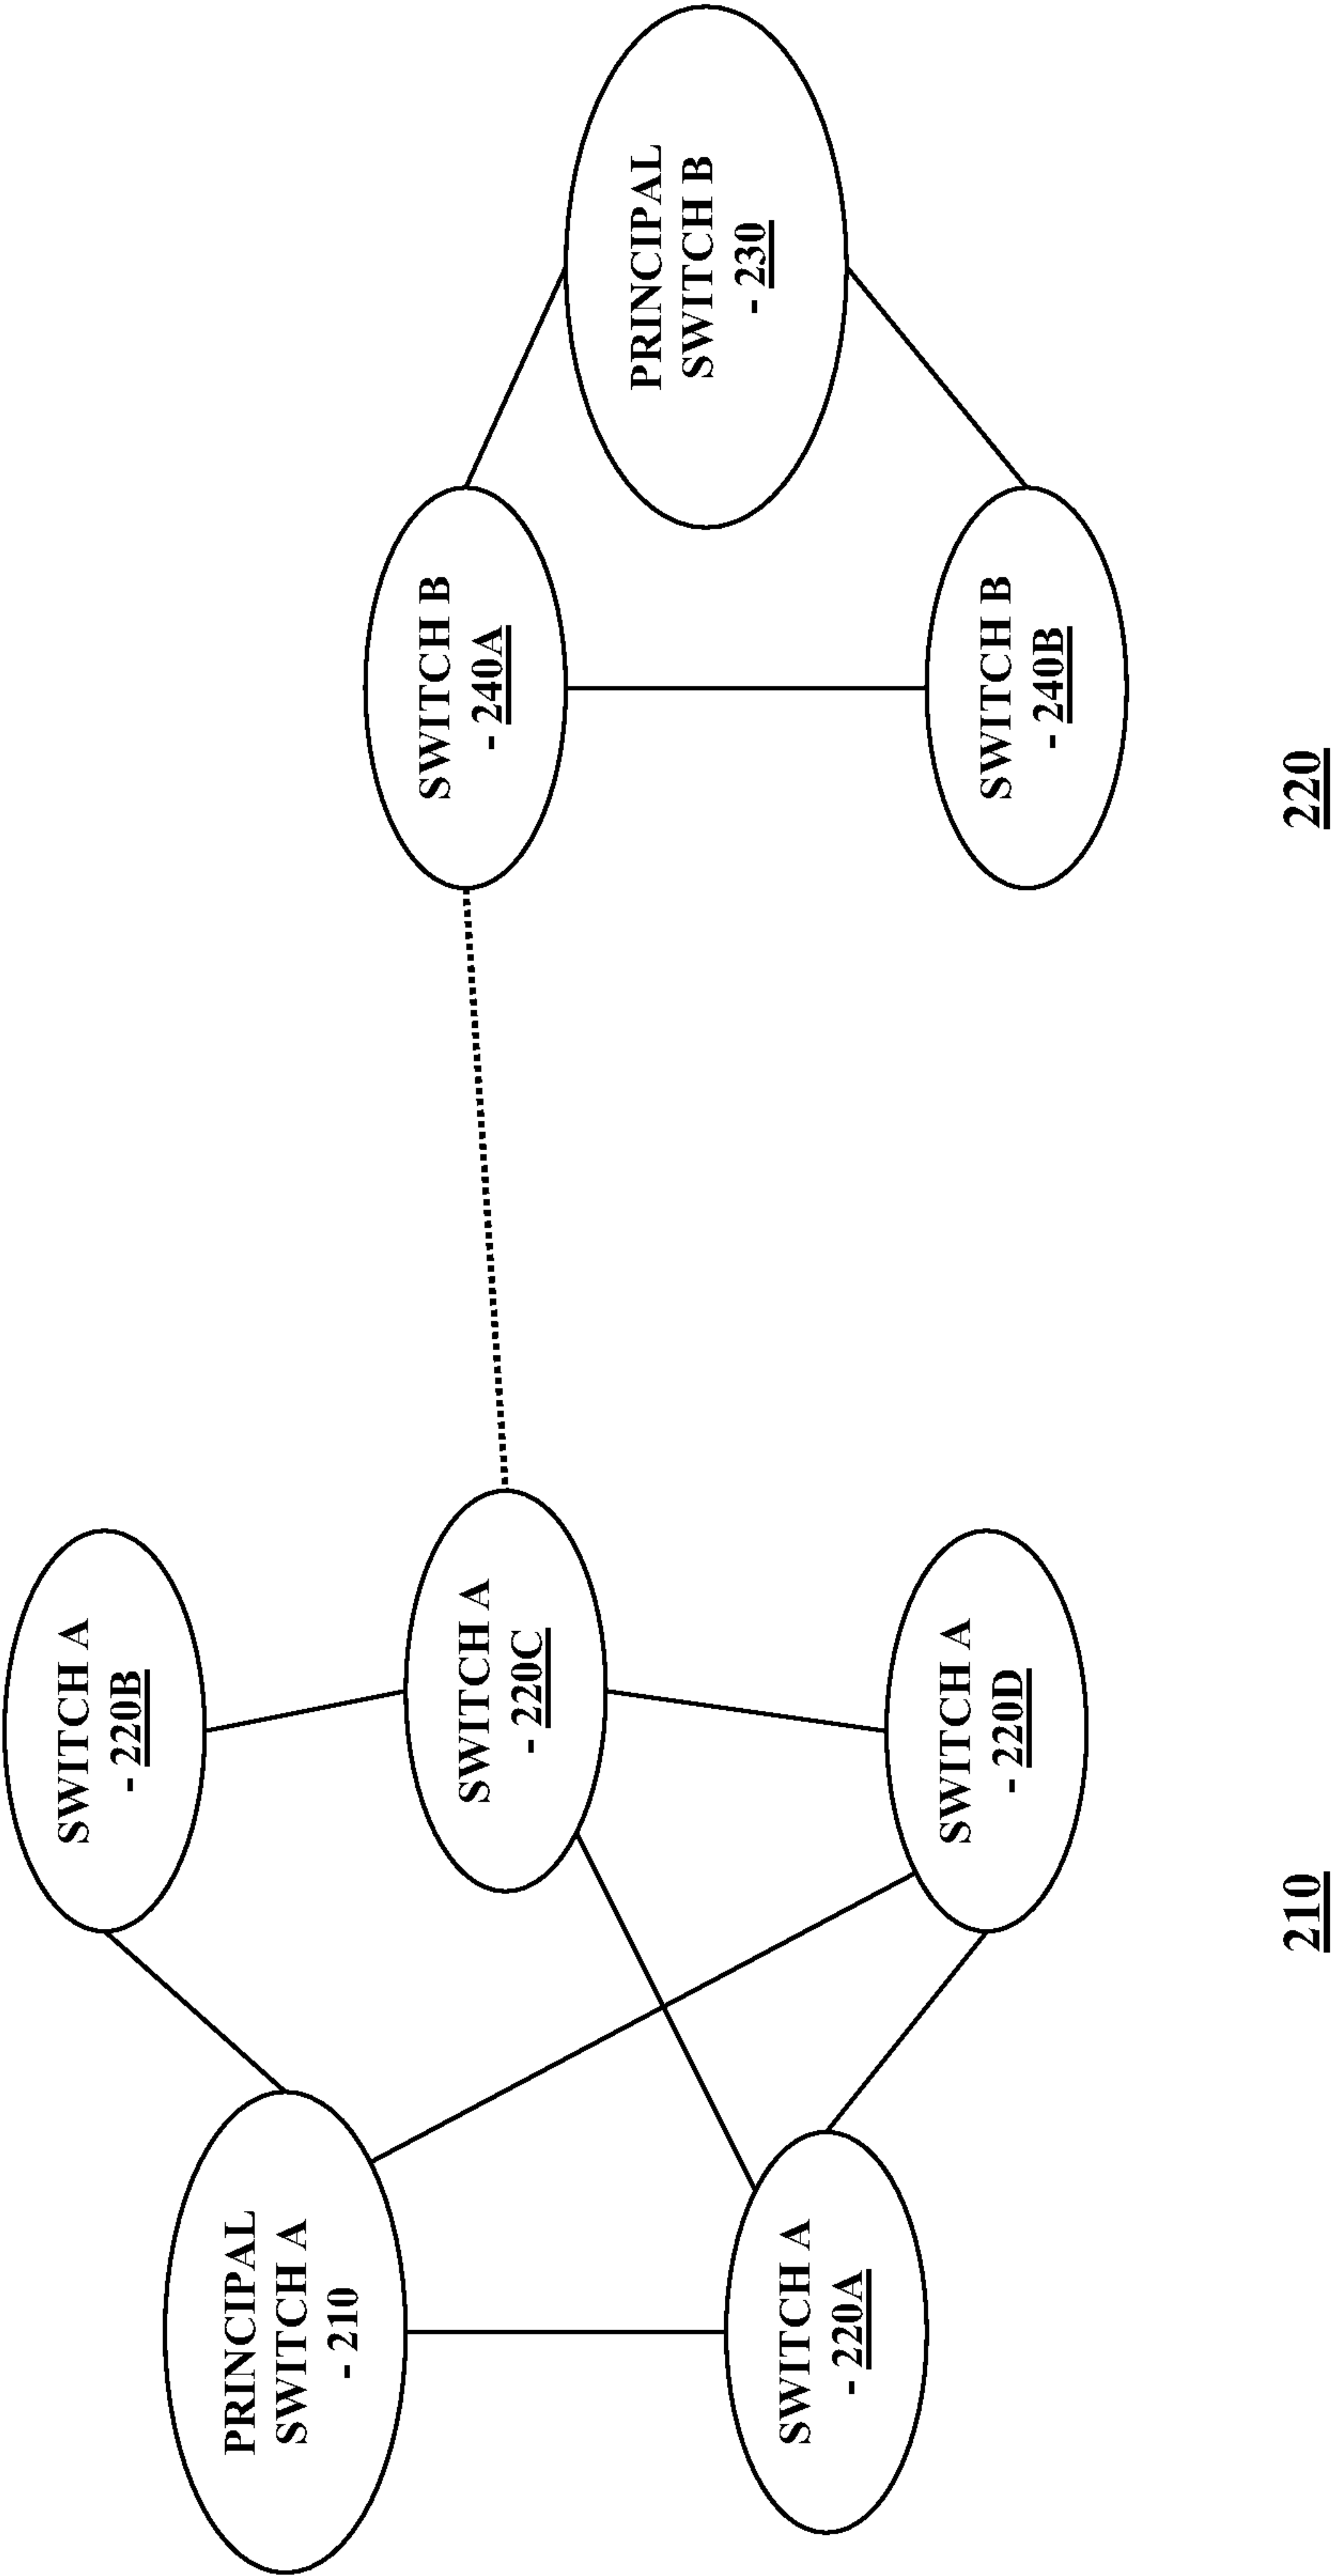 PRINCIPAL
SWITCH A
- 210
SWITCH A
- 220B
SWITCH A
- 220C
SWITCH A
- 220A
SWITCH A
- 220D
SWITCH B
- 240A
PRINCIPAL
SWITCH B
- 230
SWITCH B
- 240B
210
220